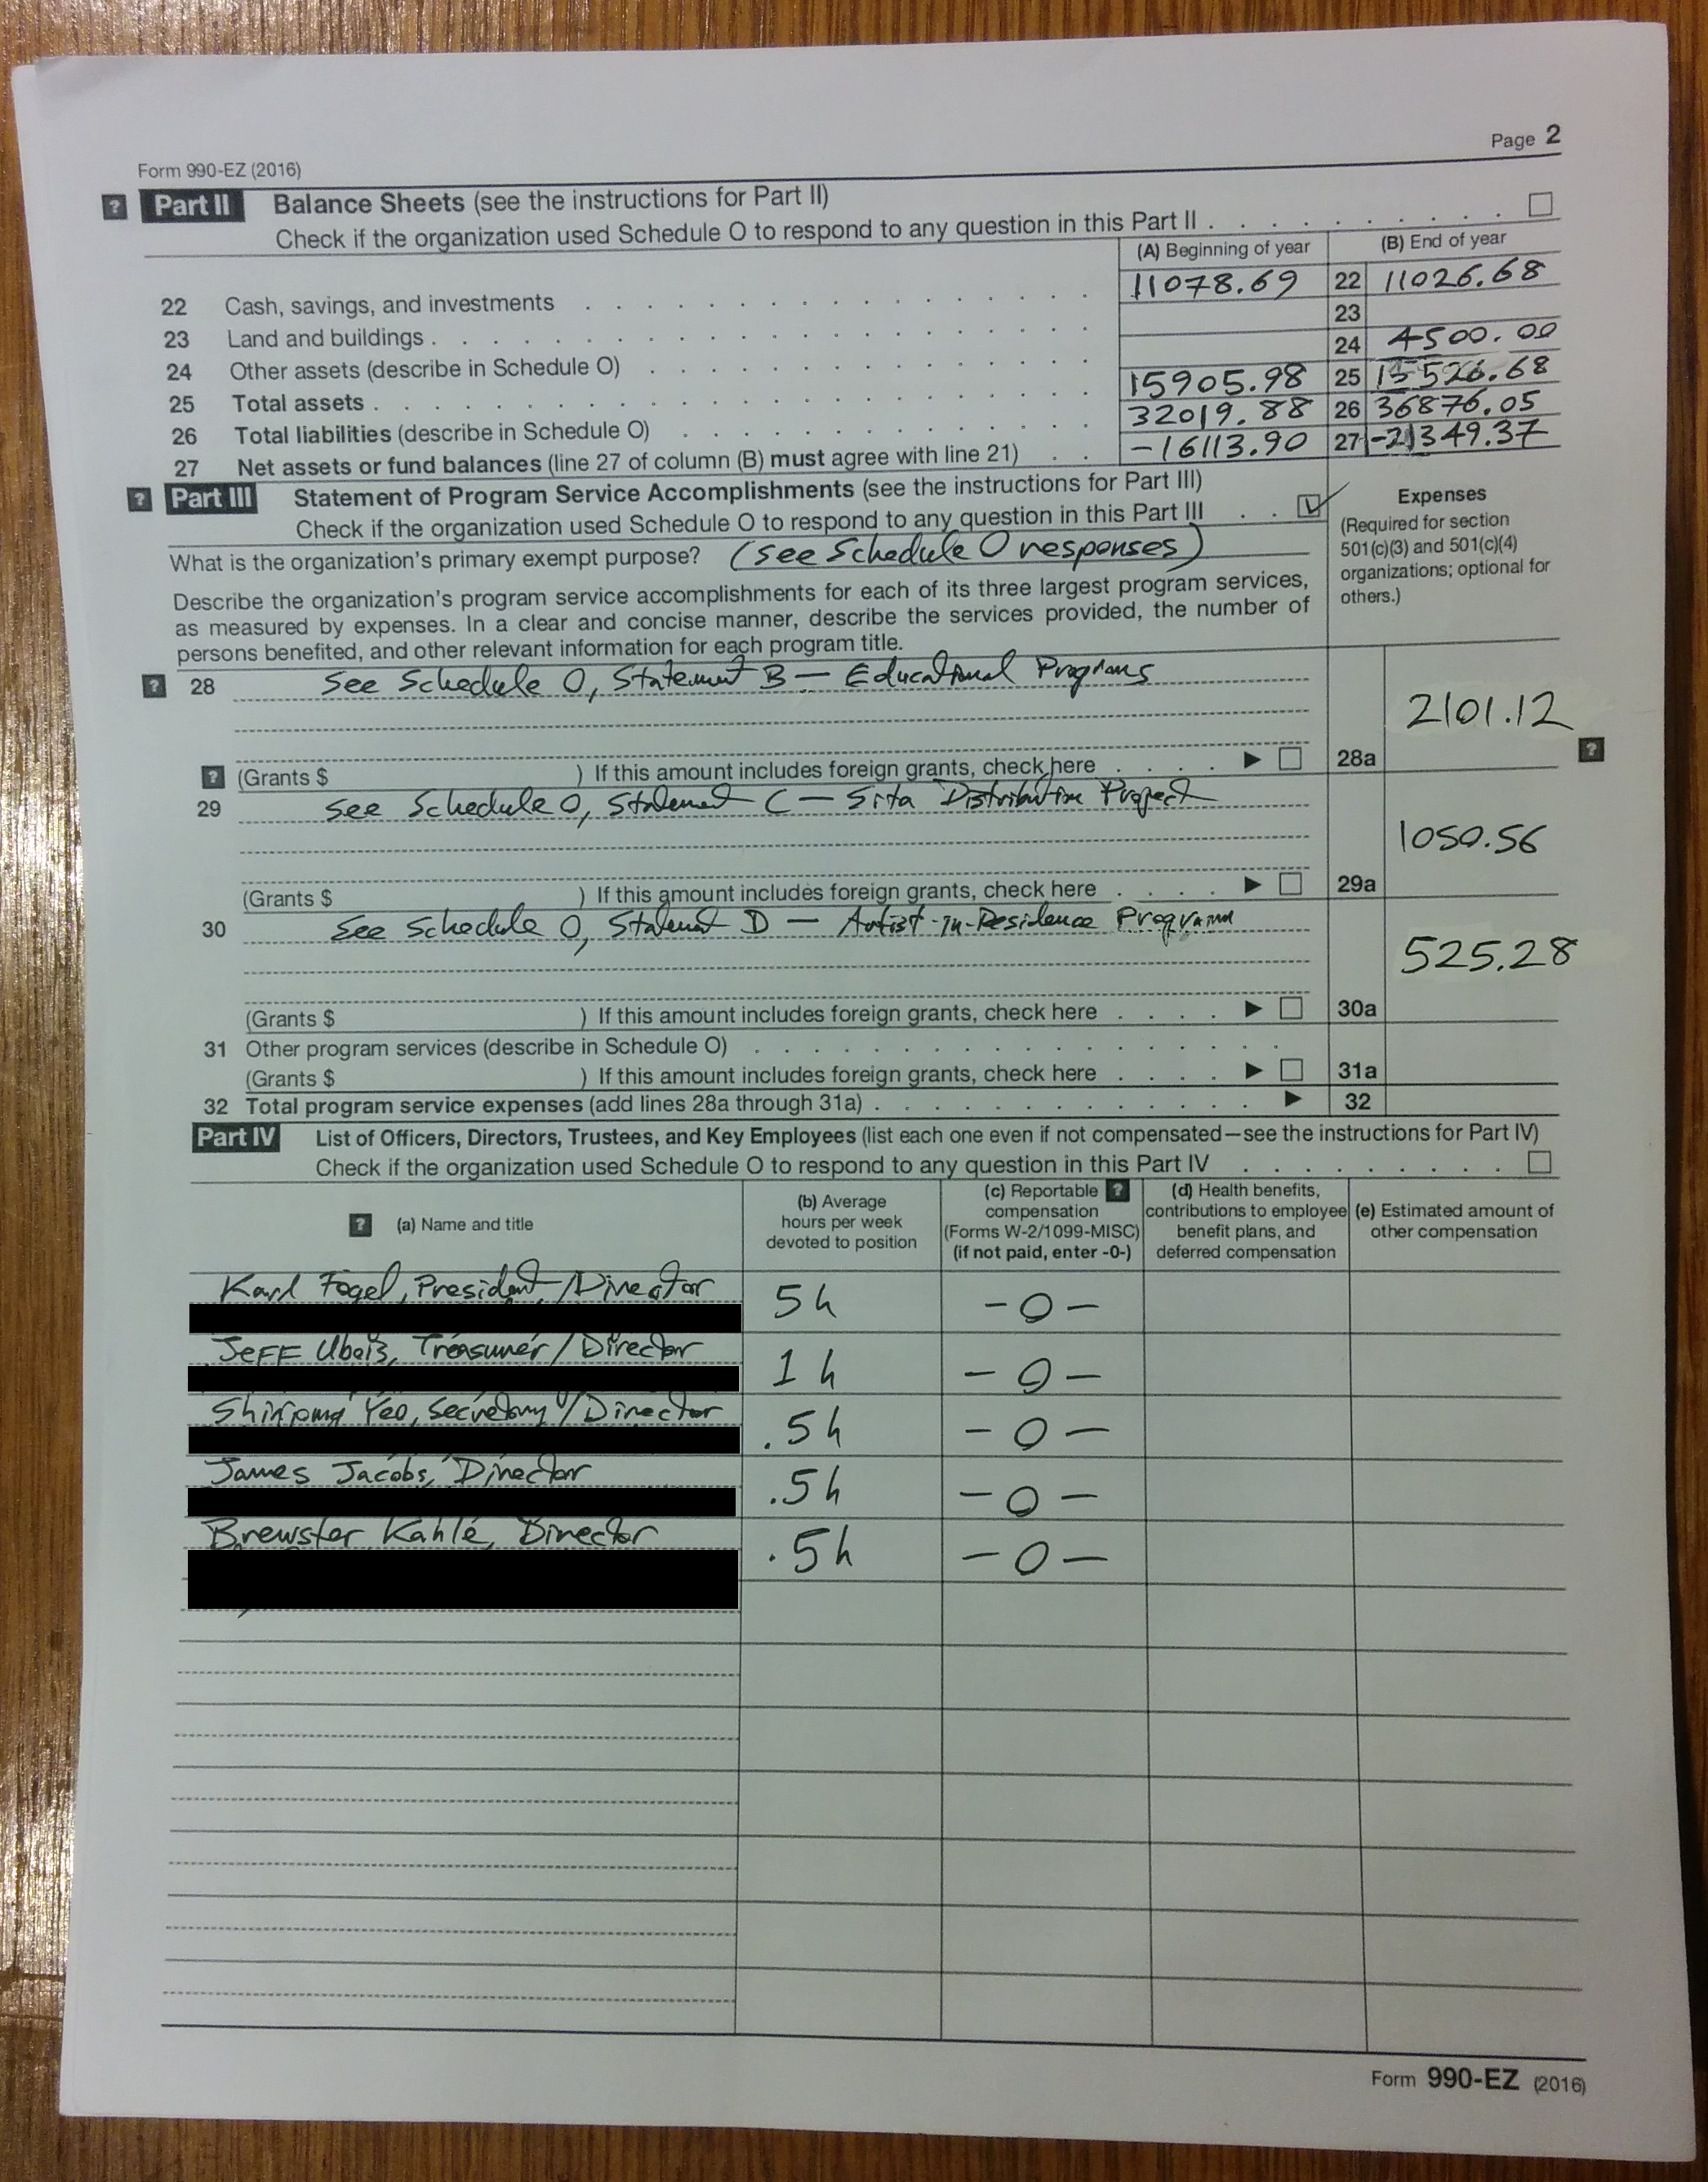 Form 990-EZ (2016) Page 2
? Part II Balance Sheets (see the instructions for Part II)
Check if the organization used Schedule O to respond to any question in this Part II . . . . . . . . . . ☐
(A) Beginning of year (B) End of year
22 Cash, savings, and investments 11078.69 22 11026.68
23 Land and buildings 23
24 Other assets (describe in Schedule O) 24 4500.00
25 Total assets 15905.98 25 15526.68
26 Total liabilities (describe in Schedule O) 32019.88 26 36876.05
27 Net assets or fund balances (line 27 of column (B) must agree with line 21) -16113.90 27 -21349.37
? Part III Statement of Program Service Accomplishments (see the instructions for Part III)
Check if the organization used Schedule O to respond to any question in this Part III . . ☑
What is the organization's primary exempt purpose? (see Schedule O responses)
Expenses
(Required for section
501(c)(3) and 501(c)(4)
organizations; optional for
others.)
Describe the organization's program service accomplishments for each of its three largest program services,
as measured by expenses. In a clear and concise manner, describe the services provided, the number of
persons benefited, and other relevant information for each program title.
? 28 See Schedule O, Statement B — Educational Programs
2101.12
? (Grants $ ) If this amount includes foreign grants, check here . . . . ▶ ☐ 28a ?
29 See Schedule O, Statement C — Sita Distribution Project
1050.56
(Grants $ ) If this amount includes foreign grants, check here . . . . ▶ ☐ 29a
30 See Schedule O, Statement D — Artist-in-Residence Program
525.28
(Grants $ ) If this amount includes foreign grants, check here . . . . ▶ ☐ 30a
31 Other program services (describe in Schedule O)
(Grants $ ) If this amount includes foreign grants, check here . . . . ▶ ☐ 31a
32 Total program service expenses (add lines 28a through 31a) ▶ 32
Part IV List of Officers, Directors, Trustees, and Key Employees (list each one even if not compensated—see the instructions for Part IV)
Check if the organization used Schedule O to respond to any question in this Part IV . . . . . . . . . ☐
? (a) Name and title
(b) Average
hours per week
devoted to position
(c) Reportable ?
compensation
(Forms W-2/1099-MISC)
(if not paid, enter -0-)
(d) Health benefits,
contributions to employee
benefit plans, and
deferred compensation
(e) Estimated amount of
other compensation
Karl Fogel, President/Director 5h -0-
Jeff Ubois, Treasurer/Director 1h -0-
Yeo, Secretary/Director .5h -0-
James Jacobs, Director .5h -0-
Brewster Kahle, Director .5h -0-
Form 990-EZ (2016)